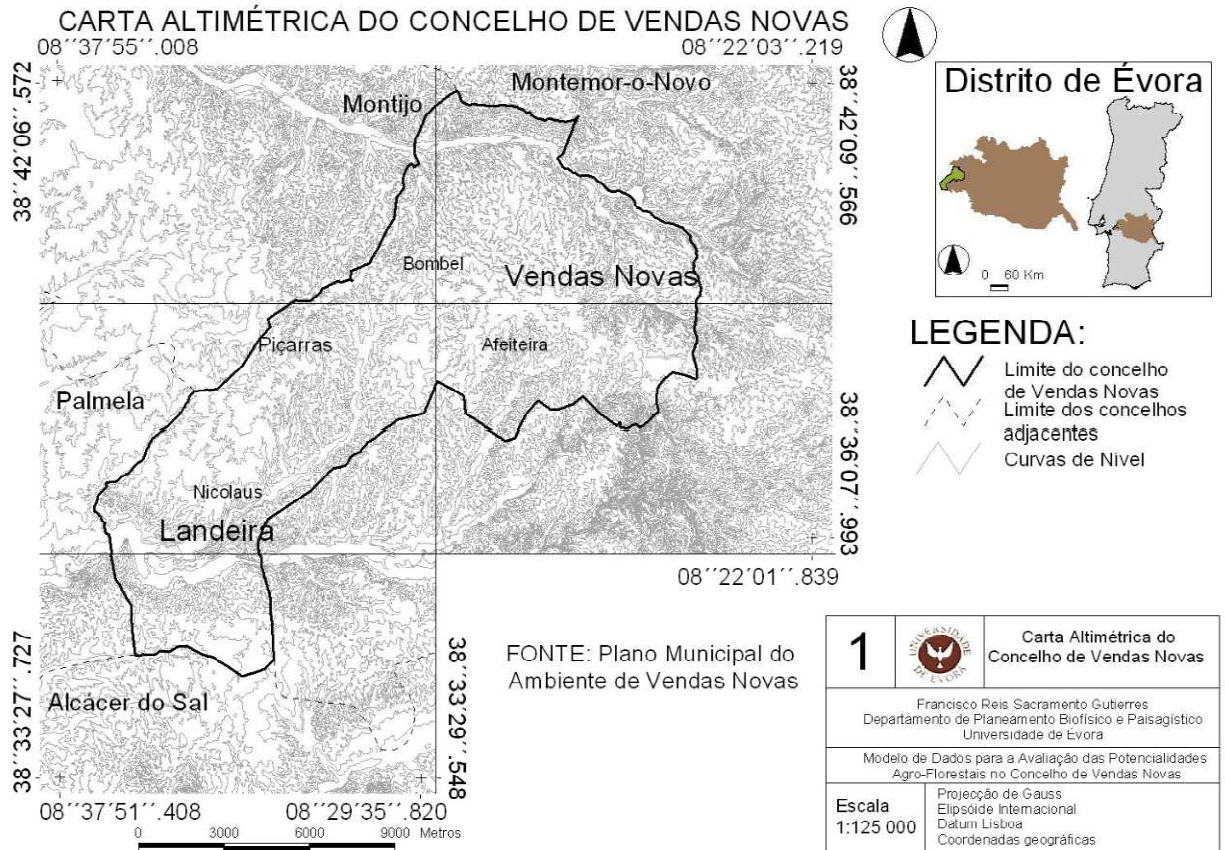 CARTA ALTIMÉTRICA DO CONCELHO DE VENDAS NOVAS
08´´37´55´´.008
08´´22´03´´.219
38´´42´06´´.572
38´´42´09´´.566
Montemor-o-Novo
Montijo
Bombel
Vendas Novas
Piçarras
Afeiteira
Palmela
38´´36´07´´.993
Nicolaus
Landeira
08´´22´01´´.839
38´´33´27´´.727
38´´33´29´´.548
Alcácer do Sal
08´´37´51´´.408
08´´29´35´´.820
0 3000 6000 9000 Metros
FONTE: Plano Municipal do
Ambiente de Vendas Novas
Distrito de Évora
0 60 Km
LEGENDA:
Limite do concelho
de Vendas Novas
Limite dos concelhos
adjacentes
Curvas de Nivel
1
UNIVERSIDADE
DE ÉVORA
Carta Altimétrica do
Concelho de Vendas Novas
Francisco Reis Sacramento Gutierres
Departamento de Planeamento Biofísico e Paisagístico
Universidade de Évora
Modelo de Dados para a Avaliação das Potencialidades
Agro-Florestais no Concelho de Vendas Novas
Escala
1:125 000
Projecção de Gauss
Elipsóide Internacional
Datum Lisboa
Coordenadas geográficas